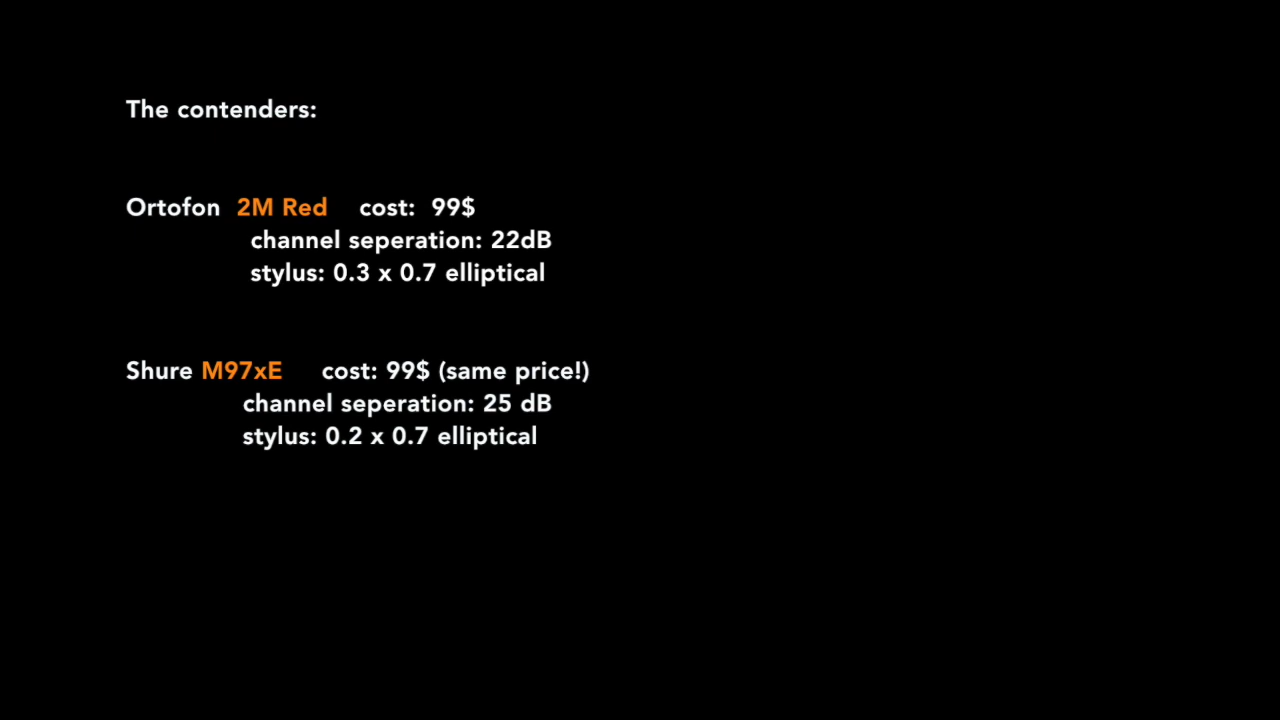 The contenders:
Ortofon 2M Red cost: 99$
channel seperation: 22dB
stylus: 0.3 x 0.7 elliptical
Shure M97xE cost: 99$ (same price!)
channel seperation: 25 dB
stylus: 0.2 x 0.7 elliptical